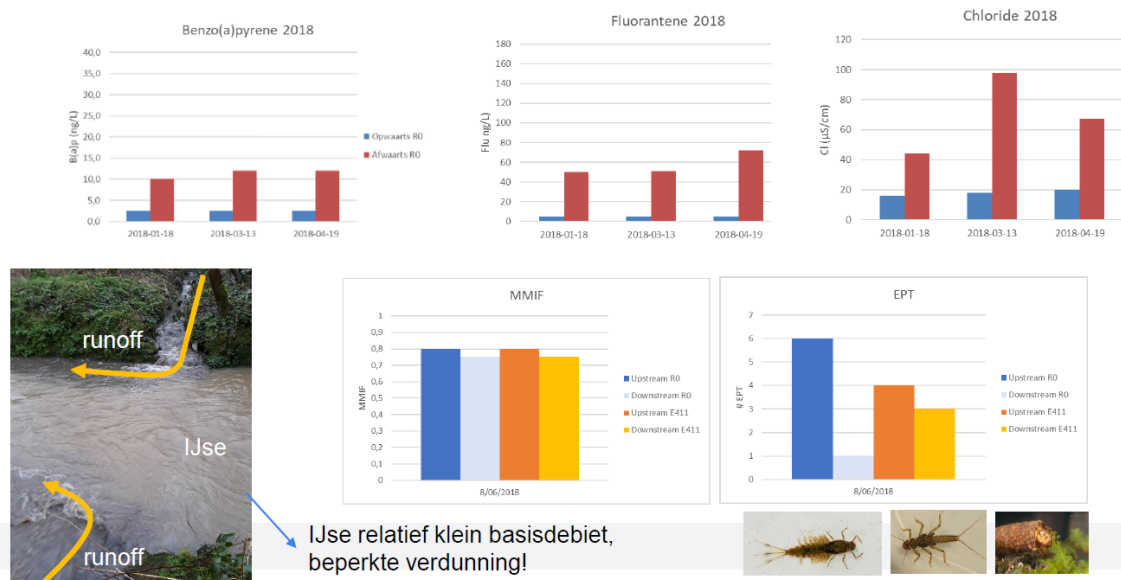 Benzo(a)pyrene 2018
B(a)p (ng/L)
40,0
35,0
30,0
25,0
20,0
15,0
10,0
5,0
0,0
2018-01-18
2018-03-13
2018-04-19
Opwaarts R0
Afwaarts R0
Fluorantene 2018
Flu ng/L)
180
160
140
120
100
80
60
40
20
0
2018-01-18
2018-03-13
2018-04-19
Chloride 2018
Cl (µS/cm)
120
100
80
60
40
20
0
2018-01-18
2018-03-13
2018-04-19
runoff
IJse
runoff
MMIF
MMIF
1
0,9
0,8
0,7
0,6
0,5
0,4
0,3
0,2
0,1
0
8/06/2018
Upstream R0
Downstream R0
Upstream E411
Downstream E411
EPT
# EPT
7
6
5
4
3
2
1
0
8/06/2018
Upstream R0
Downstream R0
Upstream E411
Downstream E411
IJse relatief klein basisdebiet,
beperkte verdunning!